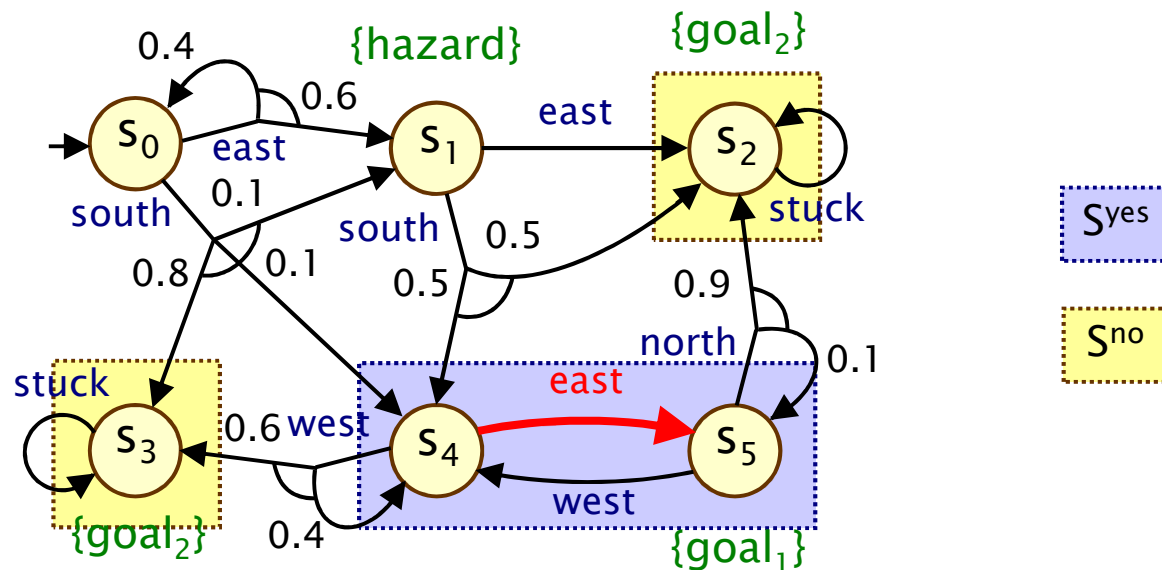 {hazard}
{goal₂}
0.4
0.6
s₀
s₁
s₂
east
east
0.1
south
south
0.5
stuck
Sʸᵉˢ
0.8
0.1
0.5
0.9
north
Sⁿᵒ
stuck
east
0.1
0.6
west
s₃
s₄
s₅
west
0.4
{goal₂}
{goal₁}